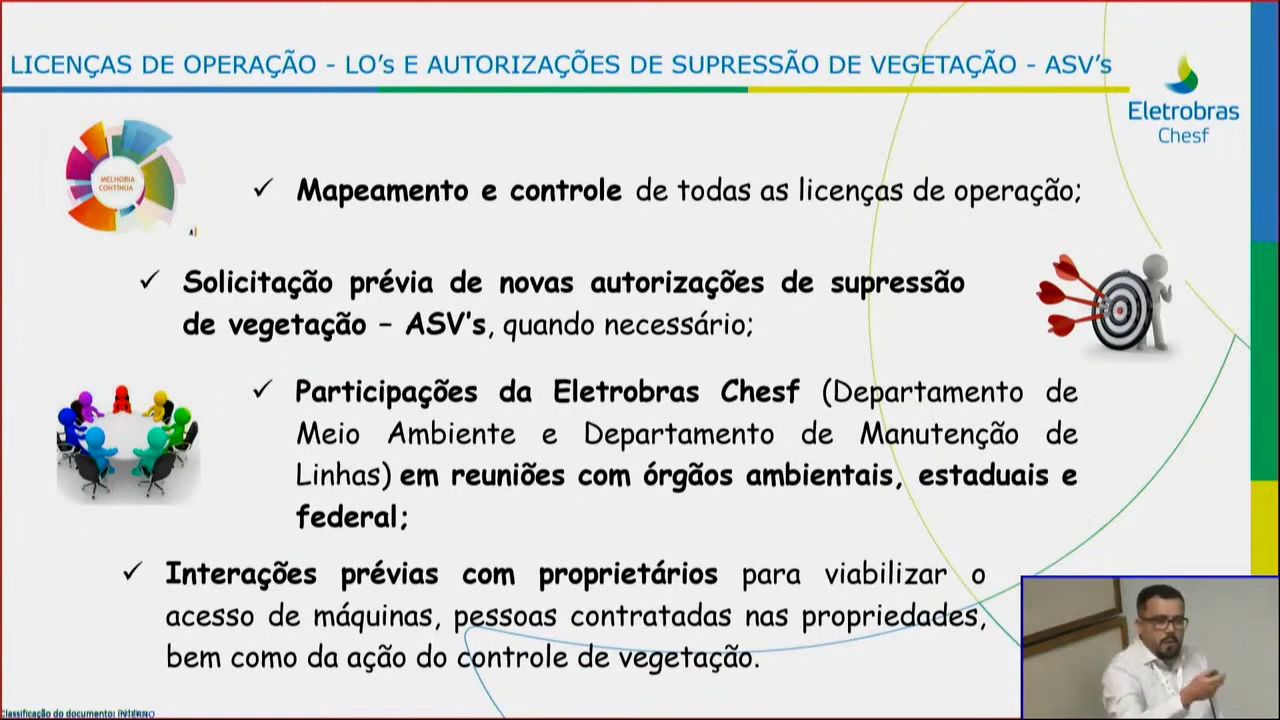 LICENÇAS DE OPERAÇÃO - LO's E AUTORIZAÇÕES DE SUPRESSÃO DE VEGETAÇÃO - ASV's
Eletrobras
Chesf
MELHORIA
CONTÍNUA
✓ Mapeamento e controle de todas as licenças de operação;
✓ Solicitação prévia de novas autorizações de supressão
de vegetação – ASV's, quando necessário;
✓ Participações da Eletrobras Chesf (Departamento de
Meio Ambiente e Departamento de Manutenção de
Linhas) em reuniões com órgãos ambientais, estaduais e
federal;
✓ Interações prévias com proprietários para viabilizar o
acesso de máquinas, pessoas contratadas nas propriedades,
bem como da ação do controle de vegetação.
Classificação do documento: INTERNO